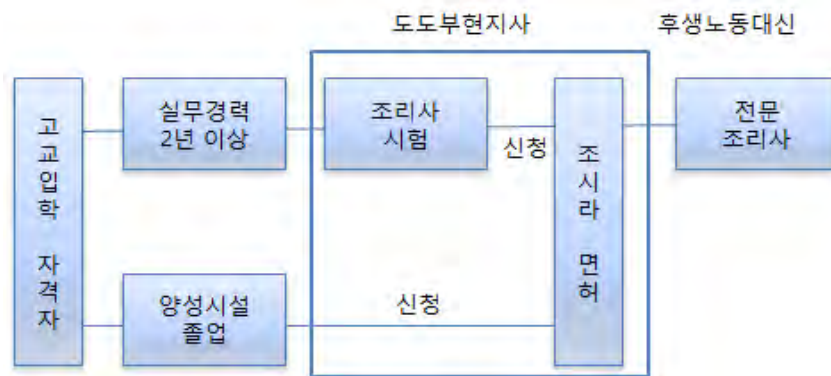 도도부현지사
후생노동대신
고교입학 자격자
실무경력
2년 이상
조리사
시험
신청
조시라 면허
전문
조리사
양성시설
졸업
신청